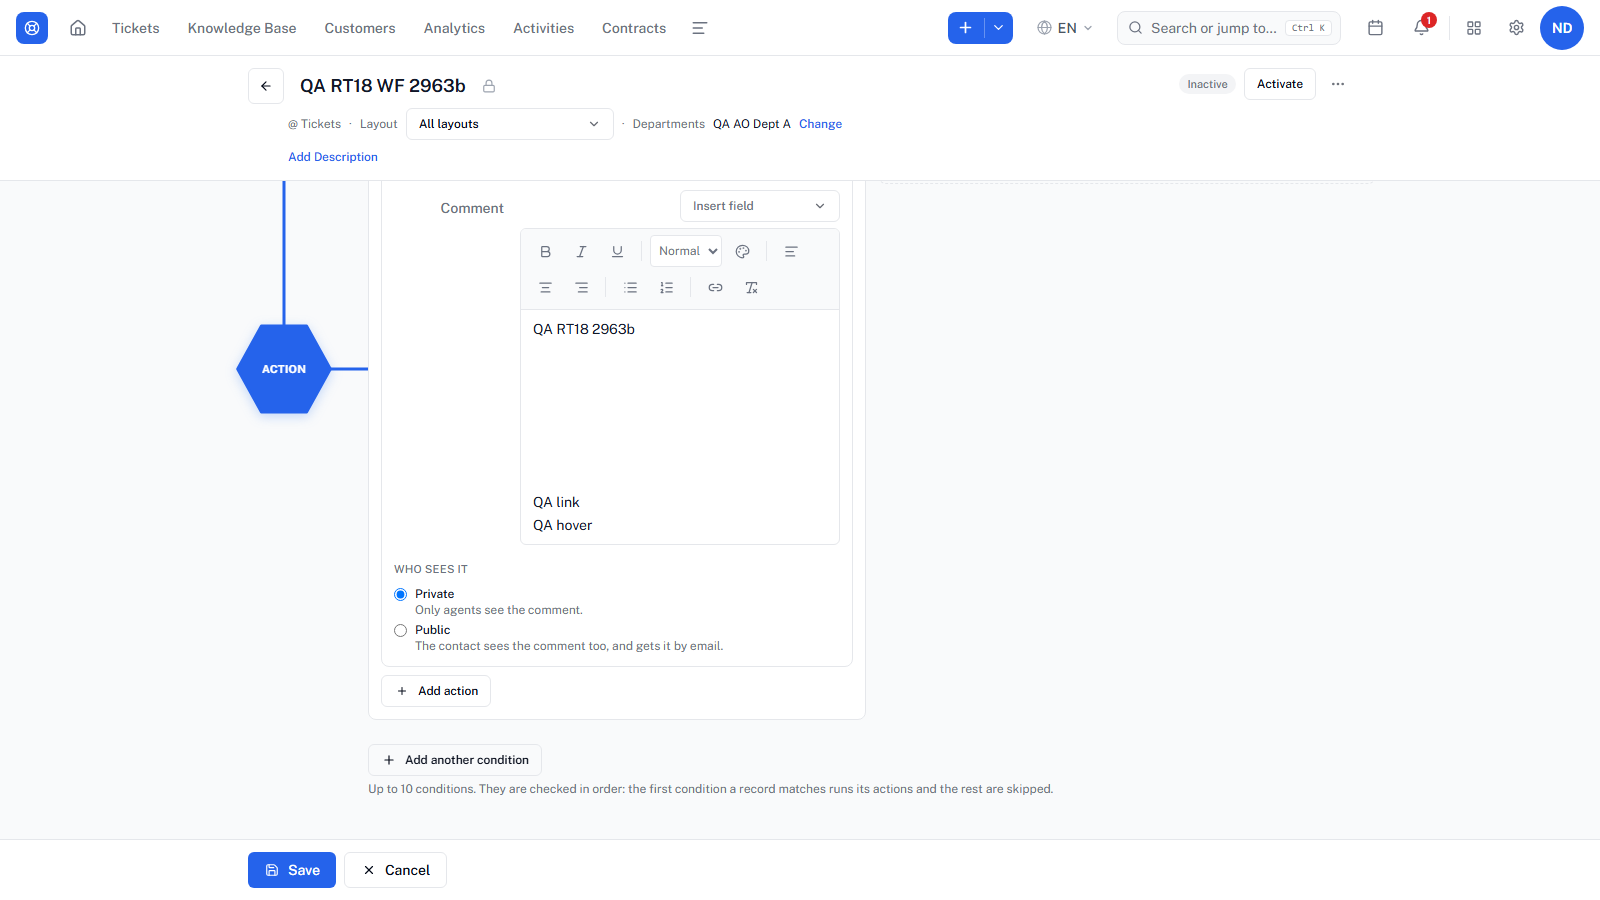 Tickets Knowledge Base Customers Analytics Activities Contracts EN Search or jump to... Ctrl K 1 ND
QA RT18 WF 2963b Inactive Activate
@ Tickets · Layout All layouts · Departments QA AO Dept A Change
Add Description
Comment Insert field
Normal
QA RT18 2963b
ACTION
QA link
QA hover
WHO SEES IT
Private
Only agents see the comment.
Public
The contact sees the comment too, and gets it by email.
Add action
Add another condition
Up to 10 conditions. They are checked in order: the first condition a record matches runs its actions and the rest are skipped.
Save Cancel